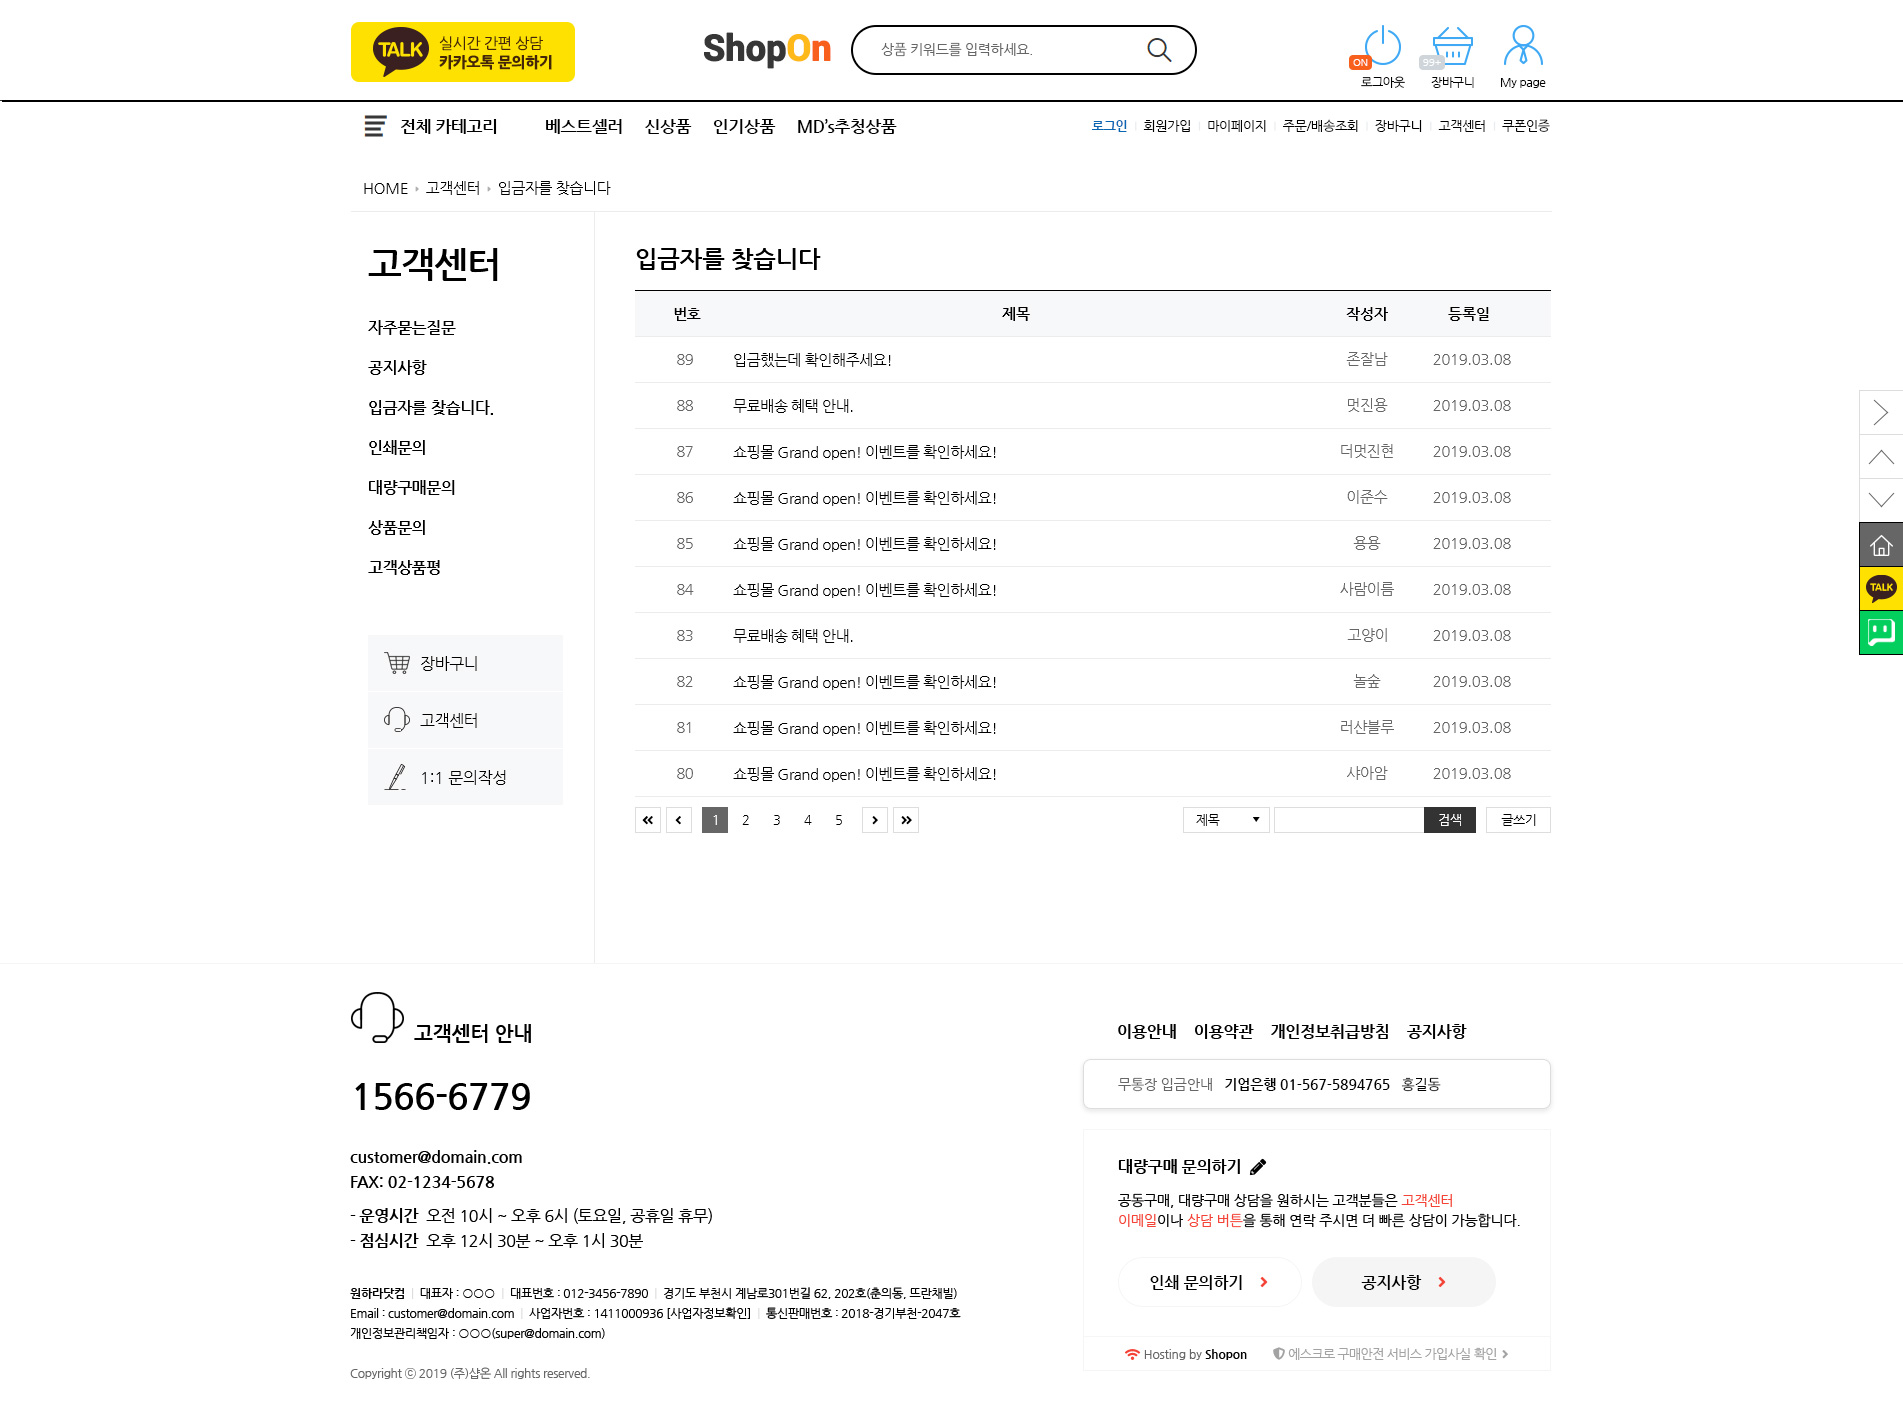 TALK 실시간 간편 상담
카카오톡 문의하기
ShopOn
상품 키워드를 입력하세요.
ON 로그아웃
99+ 장바구니
My page
전체 카테고리 베스트셀러 신상품 인기상품 MD's추청상품
로그인 회원가입 마이페이지 주문/배송조회 장바구니 고객센터 쿠폰인증
HOME 고객센터 입금자를 찾습니다
고객센터
자주묻는질문
공지사항
입금자를 찾습니다.
인쇄문의
대량구매문의
상품문의
고객상품평
장바구니
고객센터
1:1 문의작성
입금자를 찾습니다
번호 제목 작성자 등록일
89 입금했는데 확인해주세요! 존잘남 2019.03.08
88 무료배송 혜택 안내. 멋진용 2019.03.08
87 쇼핑몰 Grand open! 이벤트를 확인하세요! 더멋진현 2019.03.08
86 쇼핑몰 Grand open! 이벤트를 확인하세요! 이준수 2019.03.08
85 쇼핑몰 Grand open! 이벤트를 확인하세요! 용용 2019.03.08
84 쇼핑몰 Grand open! 이벤트를 확인하세요! 사람이름 2019.03.08
83 무료배송 혜택 안내. 고양이 2019.03.08
82 쇼핑몰 Grand open! 이벤트를 확인하세요! 놀숲 2019.03.08
81 쇼핑몰 Grand open! 이벤트를 확인하세요! 러샤블루 2019.03.08
80 쇼핑몰 Grand open! 이벤트를 확인하세요! 샤아암 2019.03.08
1 2 3 4 5 제목 검색 글쓰기
TALK
고객센터 안내
1566-6779
customer@domain.com
FAX: 02-1234-5678
- 운영시간 오전 10시 ~ 오후 6시 (토요일, 공휴일 휴무)
- 점심시간 오후 12시 30분 ~ 오후 1시 30분
원하라닷컴 | 대표자 : ○○○ | 대표번호 : 012-3456-7890 | 경기도 부천시 계남로301번길 62, 202호(춘의동, 뜨란채빌)
Email : customer@domain.com | 사업자번호 : 1411000936 [사업자정보확인] | 통신판매번호 : 2018-경기부천-2047호
개인정보관리책임자 : ○○○(super@domain.com)
Copyright ⓒ 2019 (주)샵온 All rights reserved.
이용안내 이용약관 개인정보취급방침 공지사항
무통장 입금안내 기업은행 01-567-5894765 홍길동
대량구매 문의하기
공동구매, 대량구매 상담을 원하시는 고객분들은 고객센터
이메일이나 상담 버튼을 통해 연락 주시면 더 빠른 상담이 가능합니다.
인쇄 문의하기 공지사항
Hosting by Shopon 에스크로 구매안전 서비스 가입사실 확인